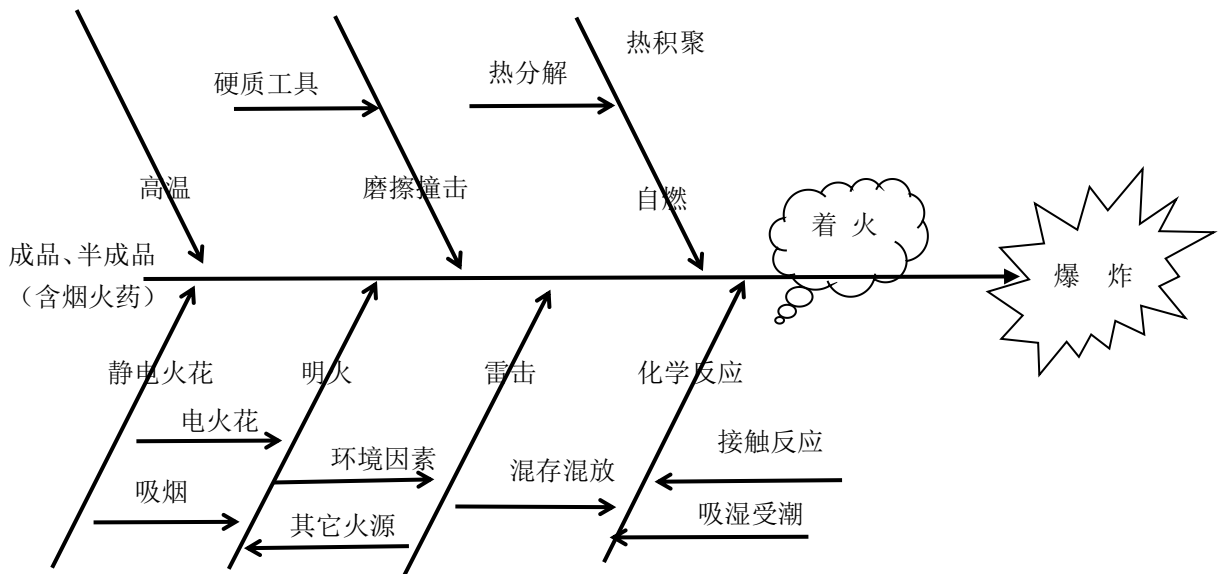 热积聚
热分解
硬质工具
高温
磨擦撞击
自燃
着 火
成品、半成品
（含烟火药）
爆 炸
静电火花
明火
雷击
化学反应
电火花
接触反应
环境因素
混存混放
吸烟
吸湿受潮
其它火源